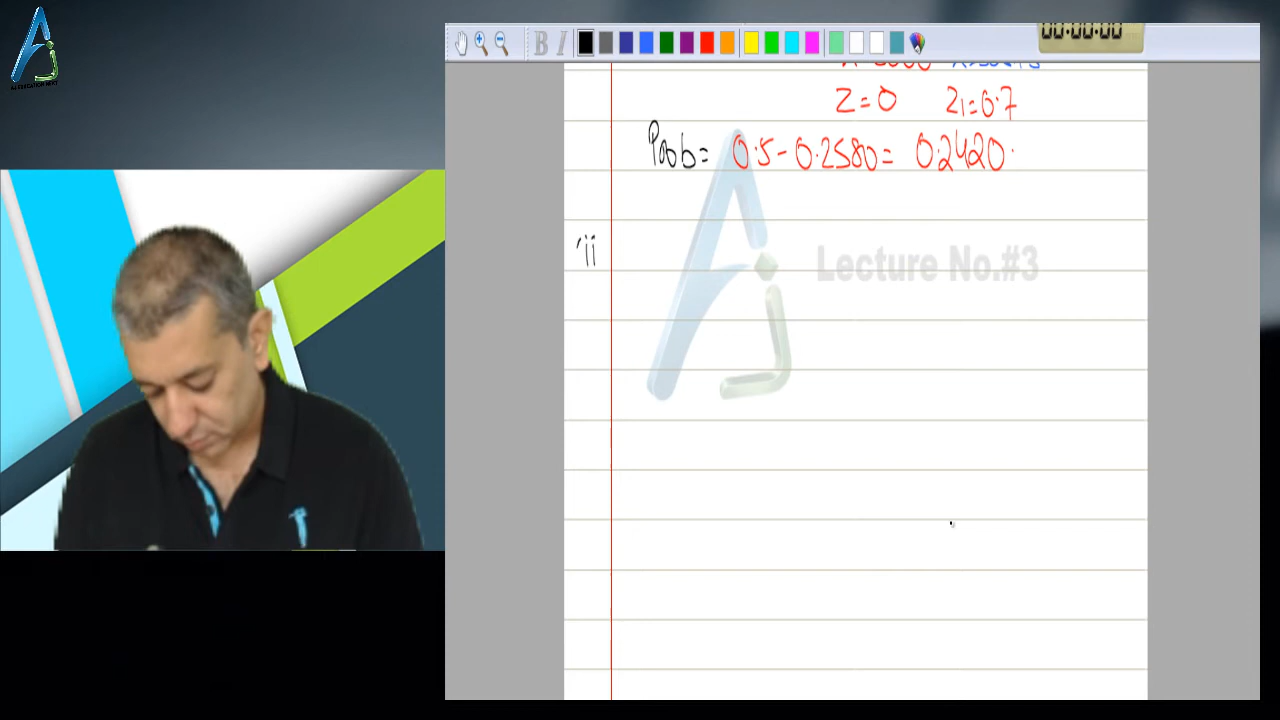 00:00:00
B I
Z=0 Z1=0.7
Prob= 0.5-0.2580= 0.2420.
ii
Lecture No.#3